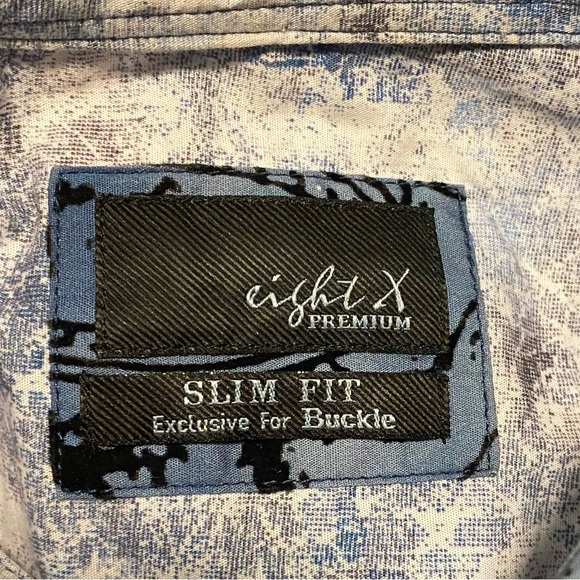 eight X
PREMIUM
SLIM FIT
Exclusive For Buckle